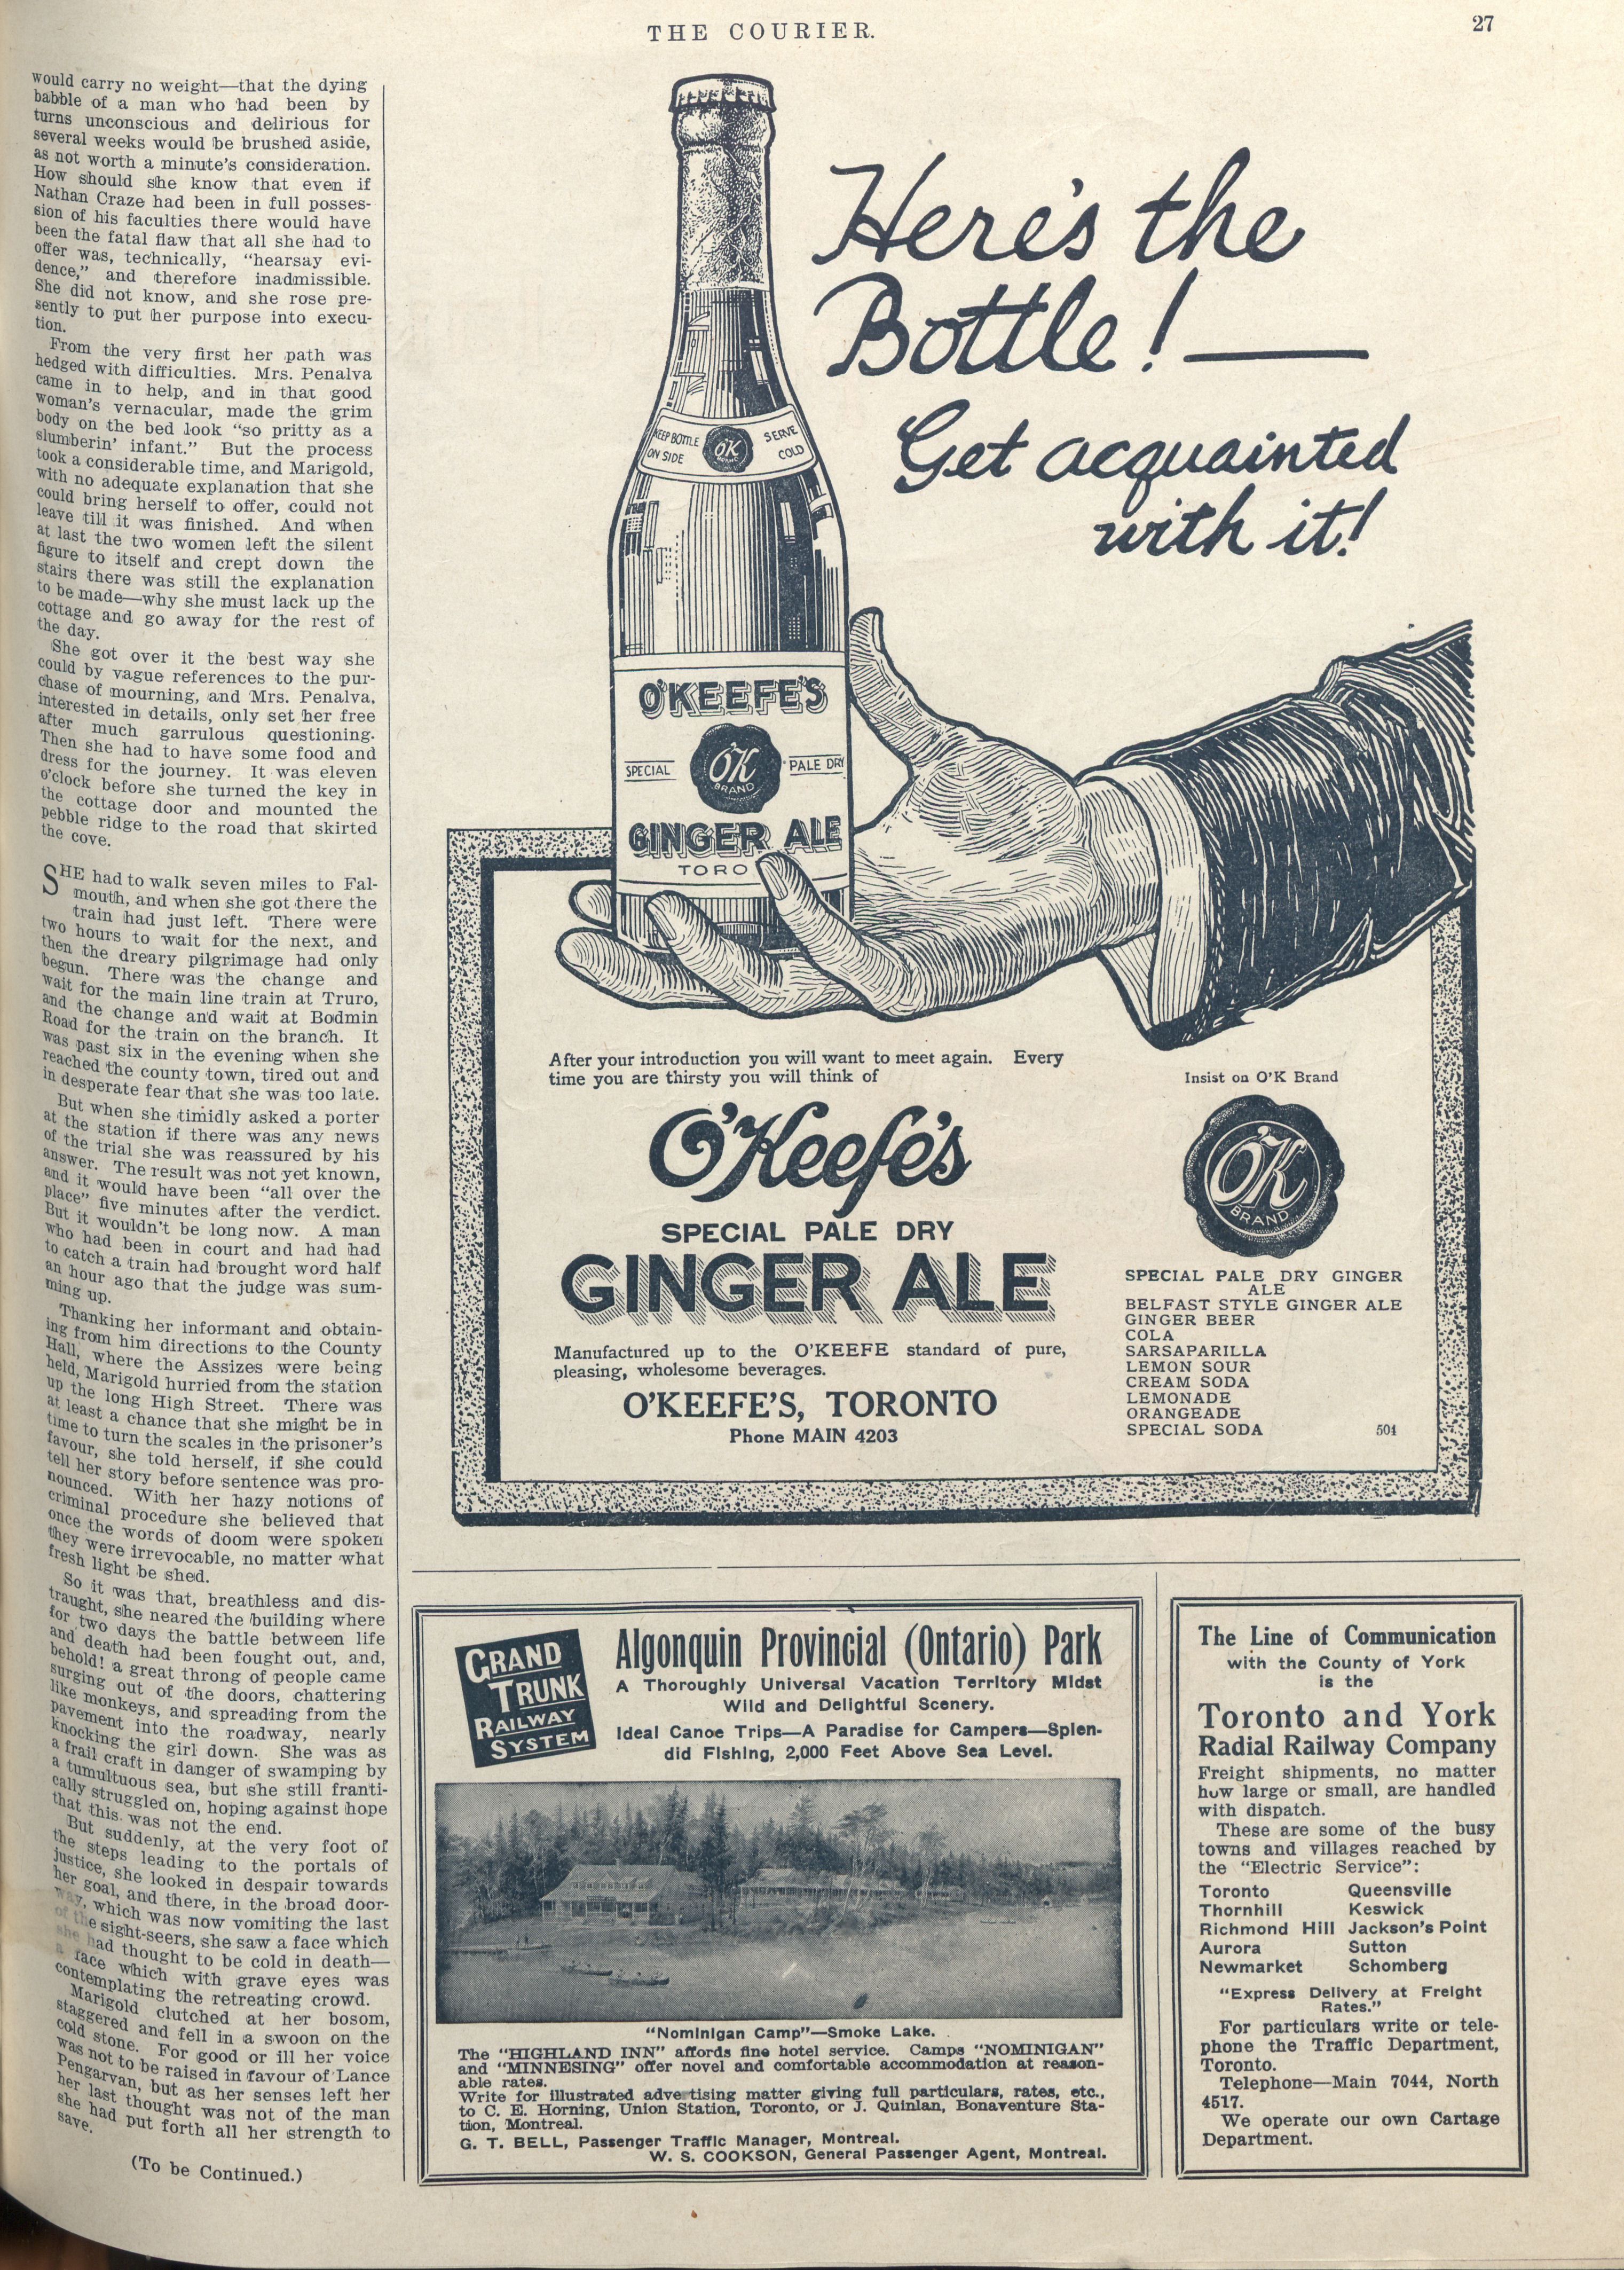 THE COURIER.
27
would carry no weight—that the dying
babble of a man who had been by
turns unconscious and delirious for
several weeks would be brushed aside,
as not worth a minute's consideration.
How should she know that even if
Nathan Craze had been in full posses-
sion of his faculties there would have
been the fatal flaw that all she had to
offer was, technically, "hearsay evi-
dence," and therefore inadmissible.
She did not know, and she rose pre-
sently to put her purpose into execu-
tion.
From the very first her path was
hedged with difficulties. Mrs. Penalva
came in to help, and in that good
woman's vernacular, made the grim
body on the bed look "so pritty as a
slumberin' infant." But the process
took a considerable time, and Marigold,
with no adequate explanation that she
could bring herself to offer, could not
leave till it was finished. And when
at last the two women left the silent
figure to itself and crept down the
stairs there was still the explanation
to be made—why she must lack up the
cottage and go away for the rest of
the day.
She got over it the best way she
could by vague references to the pur-
chase of mourning, and Mrs. Penalva,
interested in details, only set her free
after much garrulous questioning.
Then she had to have some food and
dress for the journey. It was eleven
o'clock before she turned the key in
the cottage door and mounted the
pebble ridge to the road that skirted
the cove.
SHE had to walk seven miles to Fal-
mouth, and when she got there the
train had just left. There were
two hours to wait for the next, and
then the dreary pilgrimage had only
begun. There was the change and
wait for the main line train at Truro,
and the change and wait at Bodmin
Road for the train on the branch. It
was past six in the evening when she
reached the county town, tired out and
in desperate fear that she was too late.
But when she timidly asked a porter
at the station if there was any news
of the trial she was reassured by his
answer. The result was not yet known,
and it would have been "all over the
place" five minutes after the verdict.
But it wouldn't be long now. A man
who had been in court and had had
to catch a train had brought word half
an hour ago that the judge was sum-
ming up.
Thanking her informant and obtain-
ing from him directions to the County
Hall, where the Assizes were being
held, Marigold hurried from the station
up the long High Street. There was
at least a chance that she might be in
time to turn the scales in the prisoner's
favour, she told herself, if she could
tell her story before sentence was pro-
nounced. With her hazy notions of
criminal procedure she believed that
once the words of doom were spoken
they were irrevocable, no matter what
fresh light be shed.
So it was that, breathless and dis-
traught, she neared the building where
for two days the battle between life
and death had been fought out, and,
behold! a great throng of people came
surging out of the doors, chattering
like monkeys, and spreading from the
pavement into the roadway, nearly
knocking the girl down. She was as
a frail craft in danger of swamping by
a tumultuous sea, but she still franti-
cally struggled on, hoping against hope
that this was not the end.
But suddenly, at the very foot of
the steps leading to the portals of
justice, she looked in despair towards
her goal, and there, in the broad door-
way, which was now vomiting the last
of the sight-seers, she saw a face which
she had thought to be cold in death—
a face which with grave eyes was
contemplating the retreating crowd.
Marigold clutched at her bosom,
staggered and fell in a swoon on the
cold stone. For good or ill her voice
was not to be raised in favour of Lance
Pengarvan, but as her senses left her
her last thought was not of the man
she had put forth all her strength to
save.
(To be Continued.)
Here's the
Bottle!—
Get acquainted
with it!
KEEP BOTTLE
ON SIDE
O'K
BRAND
SERVE
COLD
O'KEEFE'S
SPECIAL
O'K
BRAND
PALE DRY
GINGER ALE
TORO
After your introduction you will want to meet again. Every
time you are thirsty you will think of
O'Keefe's
SPECIAL PALE DRY
GINGER ALE
Manufactured up to the O'KEEFE standard of pure,
pleasing, wholesome beverages.
O'KEEFE'S, TORONTO
Phone MAIN 4203
Insist on O'K Brand
O'K
BRAND
SPECIAL PALE DRY GINGER
ALE
BELFAST STYLE GINGER ALE
GINGER BEER
COLA
SARSAPARILLA
LEMON SOUR
CREAM SODA
LEMONADE
ORANGEADE
SPECIAL SODA
504
GRAND
TRUNK
RAILWAY
SYSTEM
Algonquin Provincial (Ontario) Park
A Thoroughly Universal Vacation Territory Midst
Wild and Delightful Scenery.
Ideal Canoe Trips—A Paradise for Campers—Splen-
did Fishing, 2,000 Feet Above Sea Level.
"Nominigan Camp"—Smoke Lake.
The "HIGHLAND INN" affords fine hotel service. Camps "NOMINIGAN"
and "MINNESING" offer novel and comfortable accommodation at reason-
able rates.
Write for illustrated advertising matter giving full particulars, rates, etc.,
to C. E. Horning, Union Station, Toronto, or J. Quinlan, Bonaventure Sta-
tion, Montreal.
G. T. BELL, Passenger Traffic Manager, Montreal.
W. S. COOKSON, General Passenger Agent, Montreal.
The Line of Communication
with the County of York
is the
Toronto and York
Radial Railway Company
Freight shipments, no matter
how large or small, are handled
with dispatch.
These are some of the busy
towns and villages reached by
the "Electric Service":
Toronto Queensville
Thornhill Keswick
Richmond Hill Jackson's Point
Aurora Sutton
Newmarket Schomberg
"Express Delivery at Freight
Rates."
For particulars write or tele-
phone the Traffic Department,
Toronto.
Telephone—Main 7044, North
4517.
We operate our own Cartage
Department.